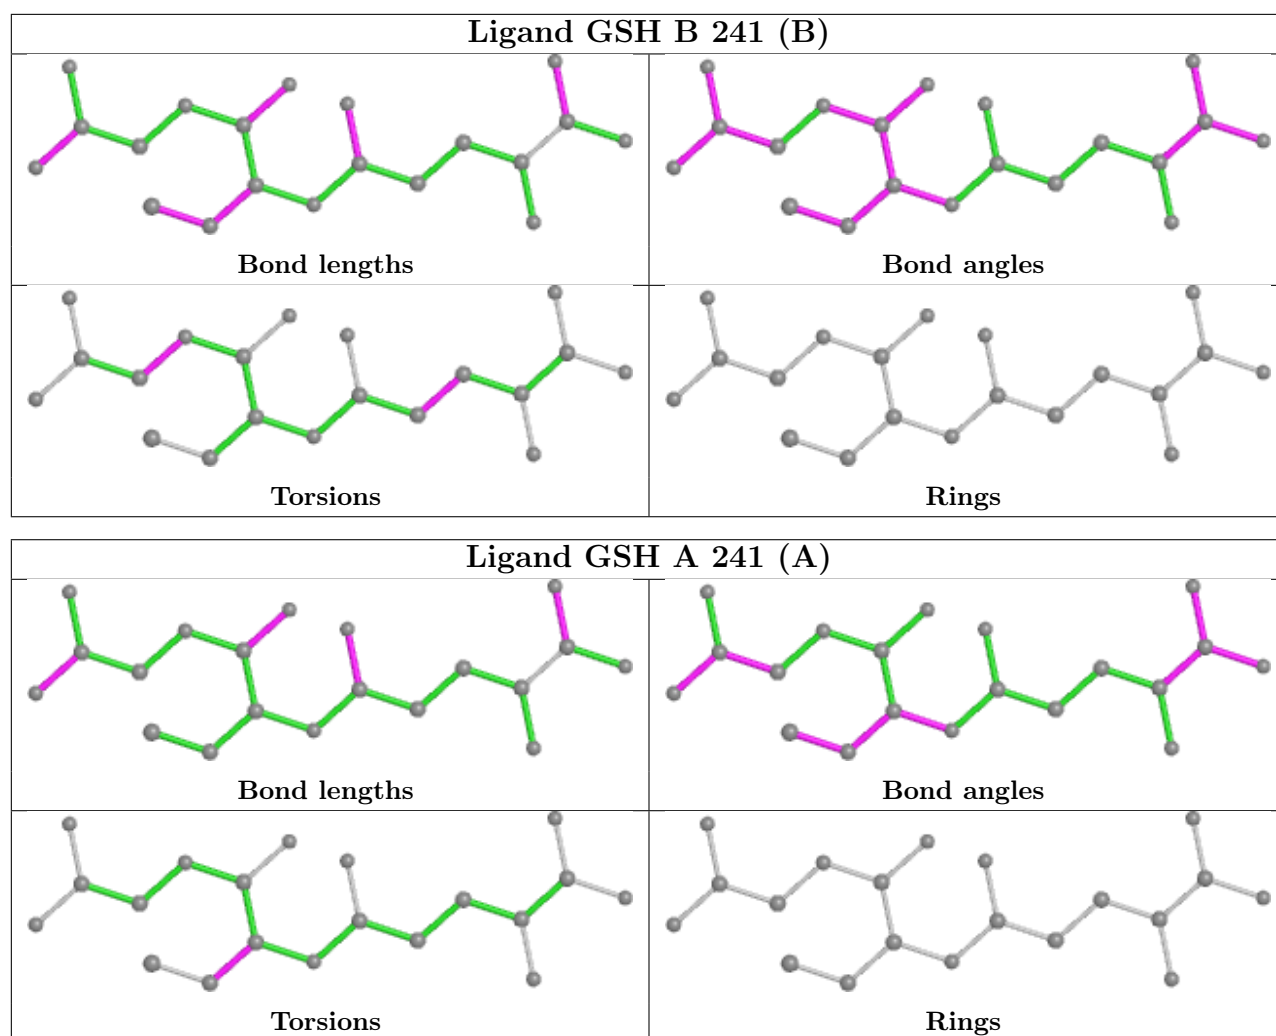 Ligand GSH B 241 (B)
Bond lengths
Bond angles
Torsions
Rings
Ligand GSH A 241 (A)
Bond lengths
Bond angles
Torsions
Rings